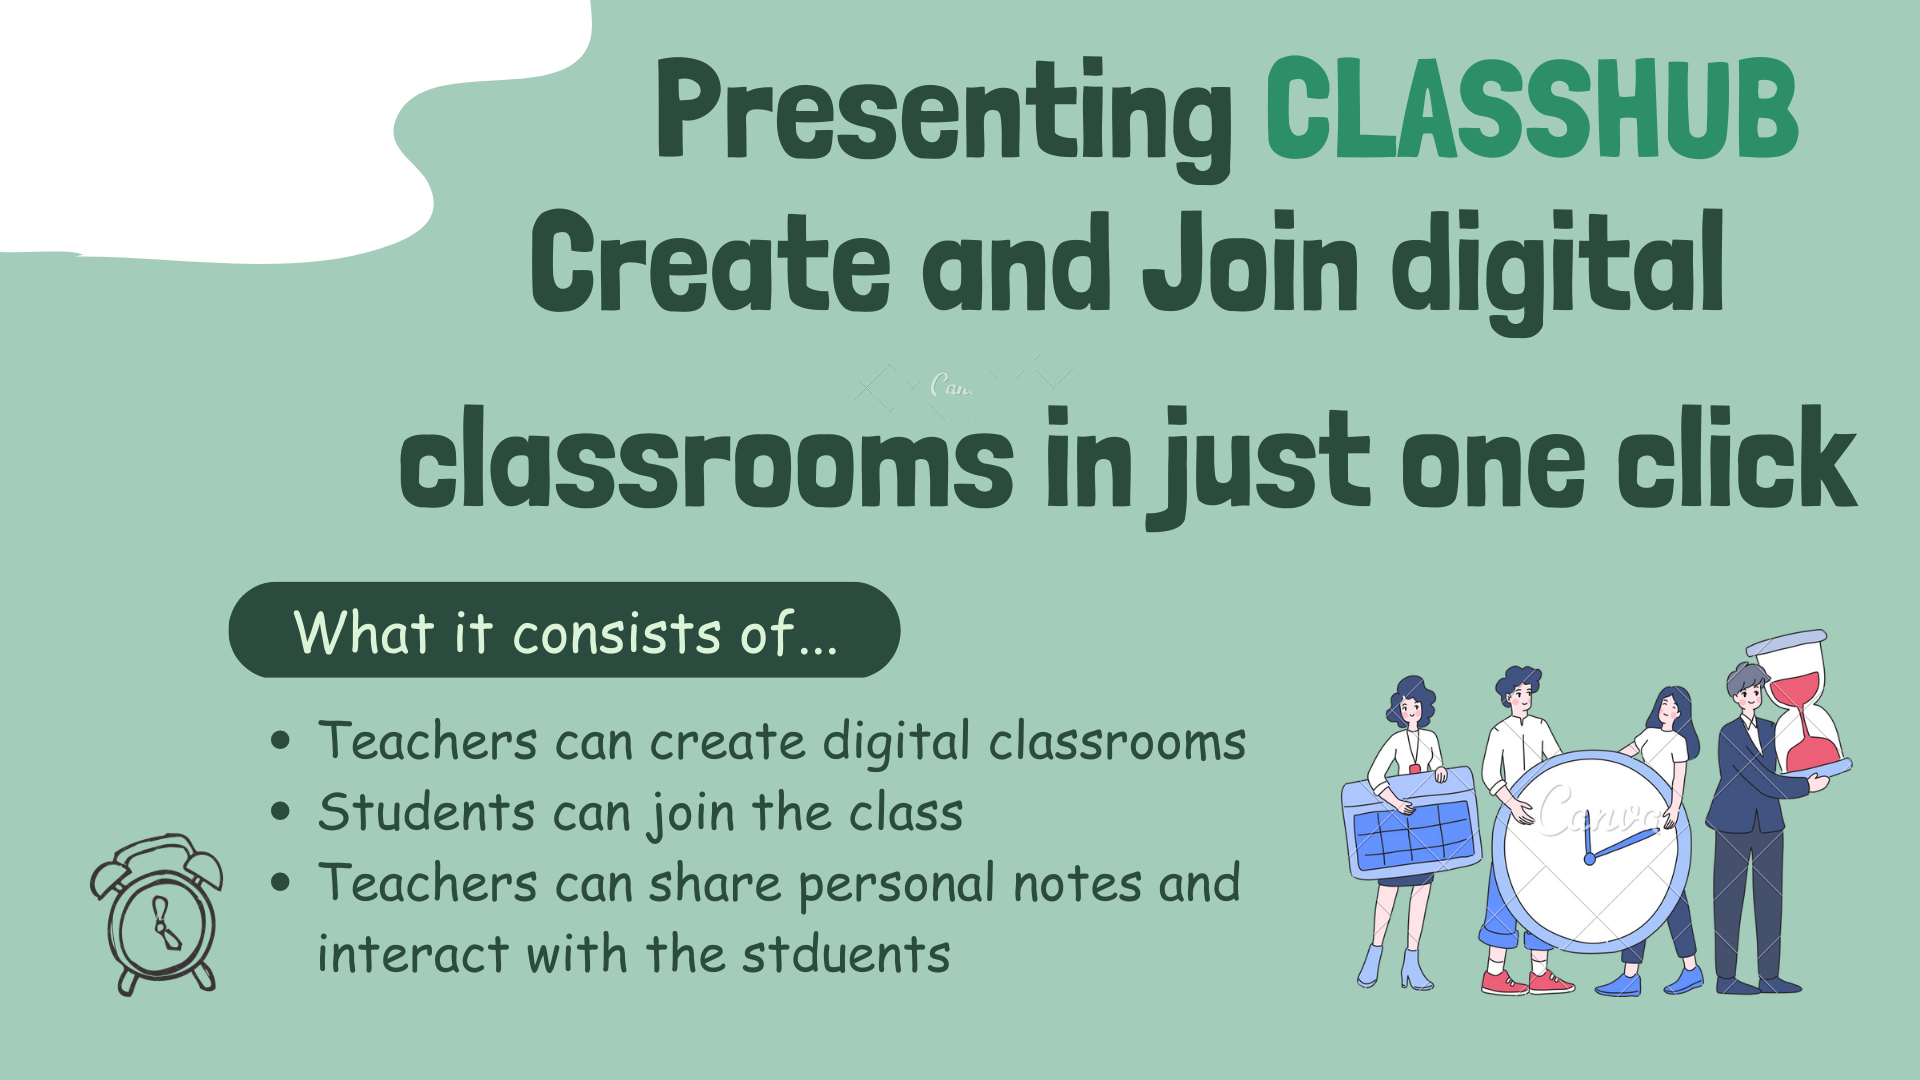 Presenting CLASSHUB
Create and Join digital
classrooms in just one click
What it consists of...
• Teachers can create digital classrooms
• Students can join the class
• Teachers can share personal notes and
interact with the stduents
Canva